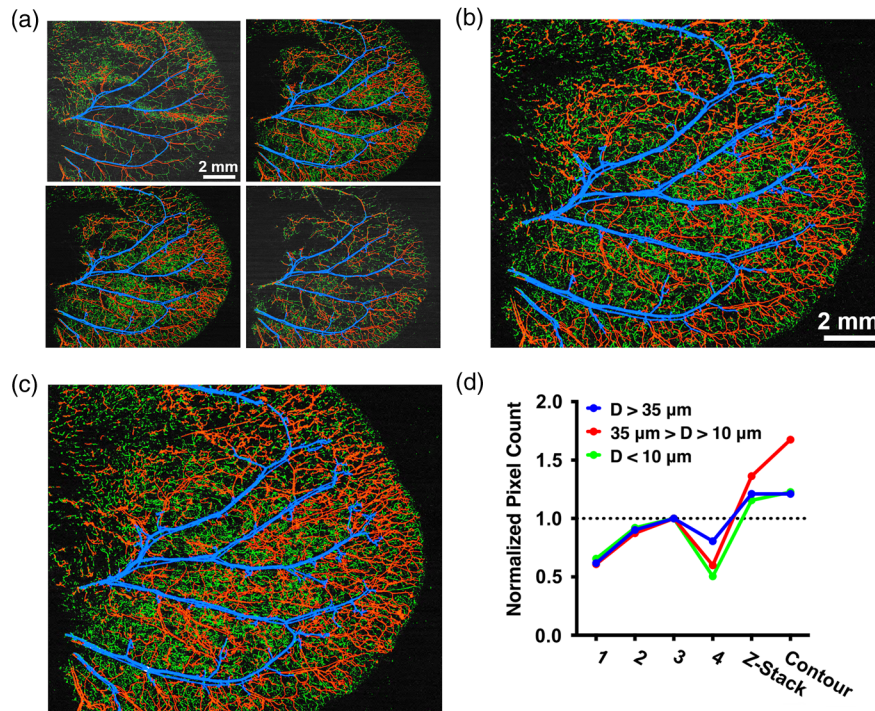 (a)
2 mm
(b)
2 mm
(c)
(d)
Normalized Pixel Count
2.0
1.5
1.0
0.5
0.0
D > 35 µm
35 µm > D > 10 µm
D < 10 µm
1
2
3
4
Z-Stack
Contour